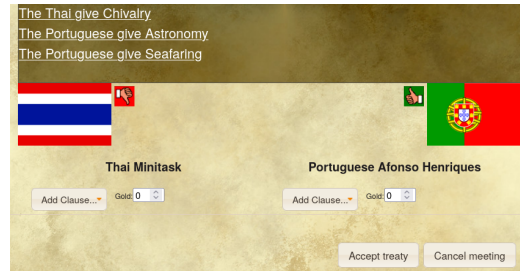 The Thai give Chivalry
The Portuguese give Astronomy
The Portuguese give Seafaring
Thai Minitask
Portuguese Afonso Henriques
Add Clause...
Gold: 0
Add Clause...
Gold: 0
Accept treaty
Cancel meeting